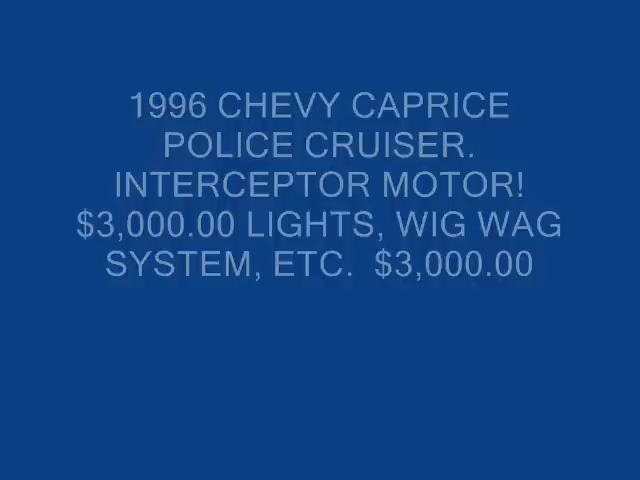 1996 CHEVY CAPRICE
POLICE CRUISER.
INTERCEPTOR MOTOR!
$3,000.00 LIGHTS, WIG WAG
SYSTEM, ETC.  $3,000.00